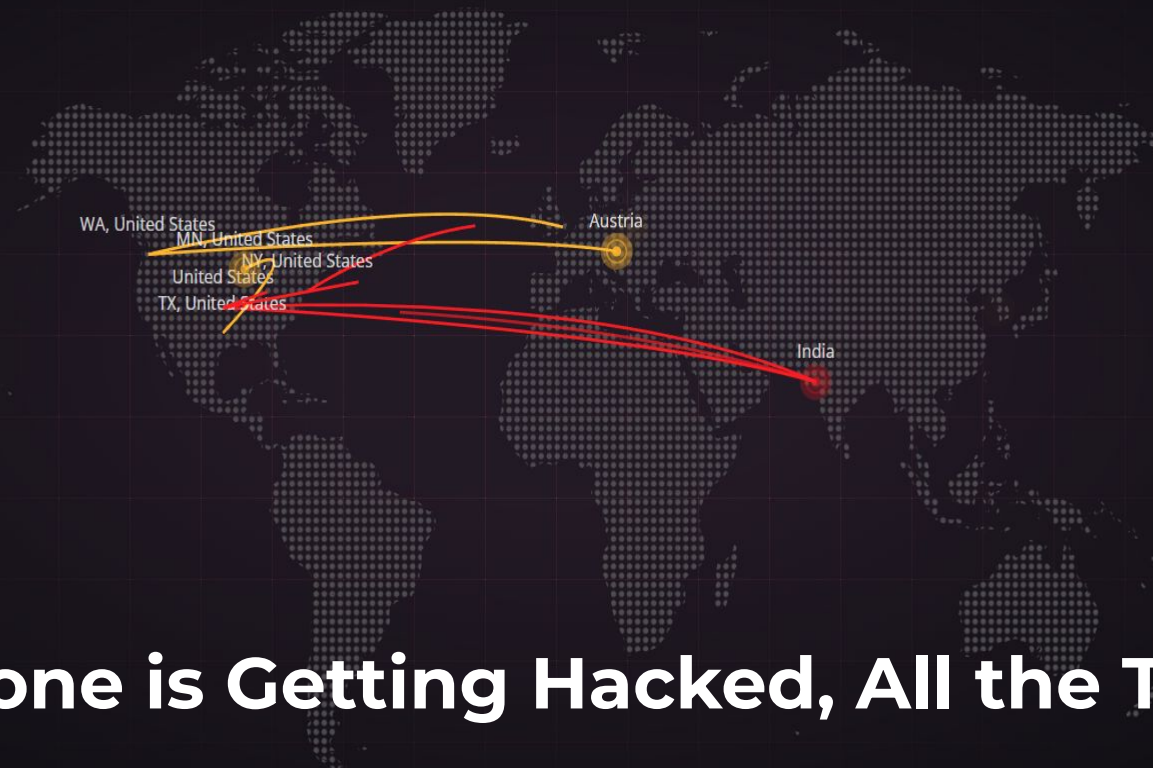 WA, United States
Austria
MN, United States
NY, United States
United States
TX, United States
India
one is Getting Hacked, All the T